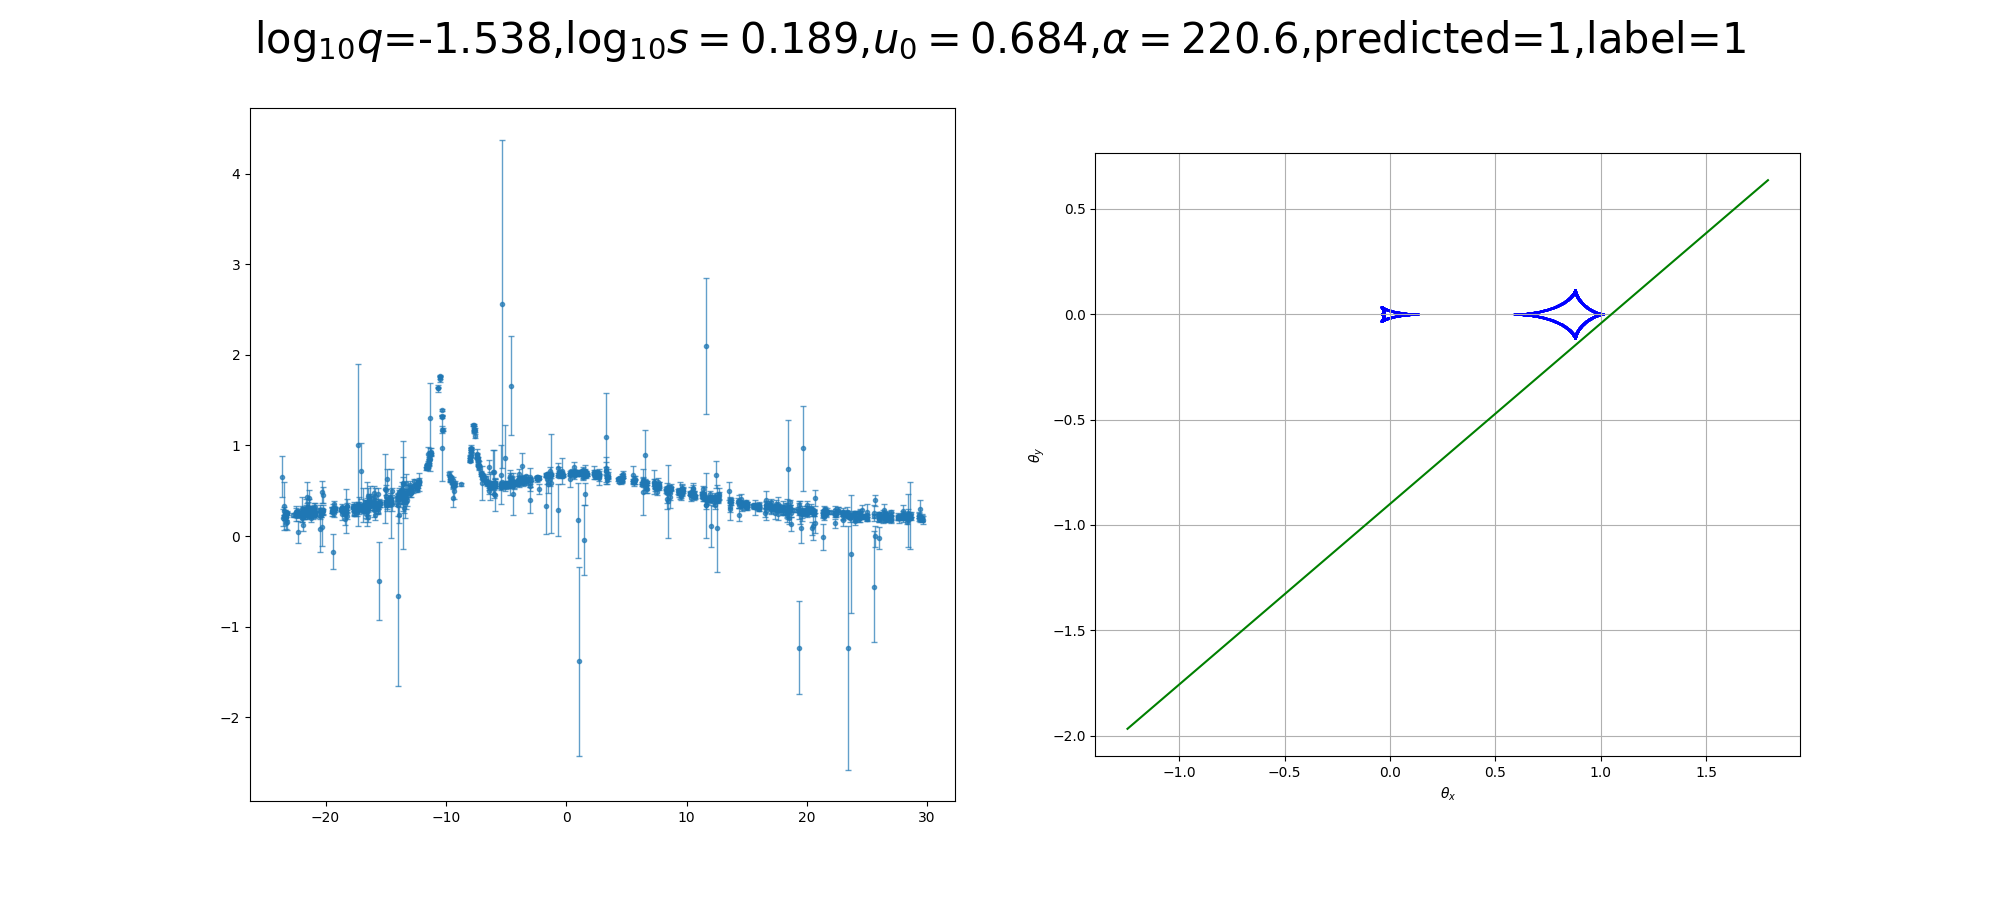 log₁₀q=-1.538,log₁₀s = 0.189,u₀ = 0.684,α = 220.6,predicted=1,label=1
4
3
2
1
0
−1
−2
−20 −10 0 10 20 30
0.5
0.0
−0.5
−1.0
−1.5
−2.0
θy
−1.0 −0.5 0.0 0.5 1.0 1.5
θx